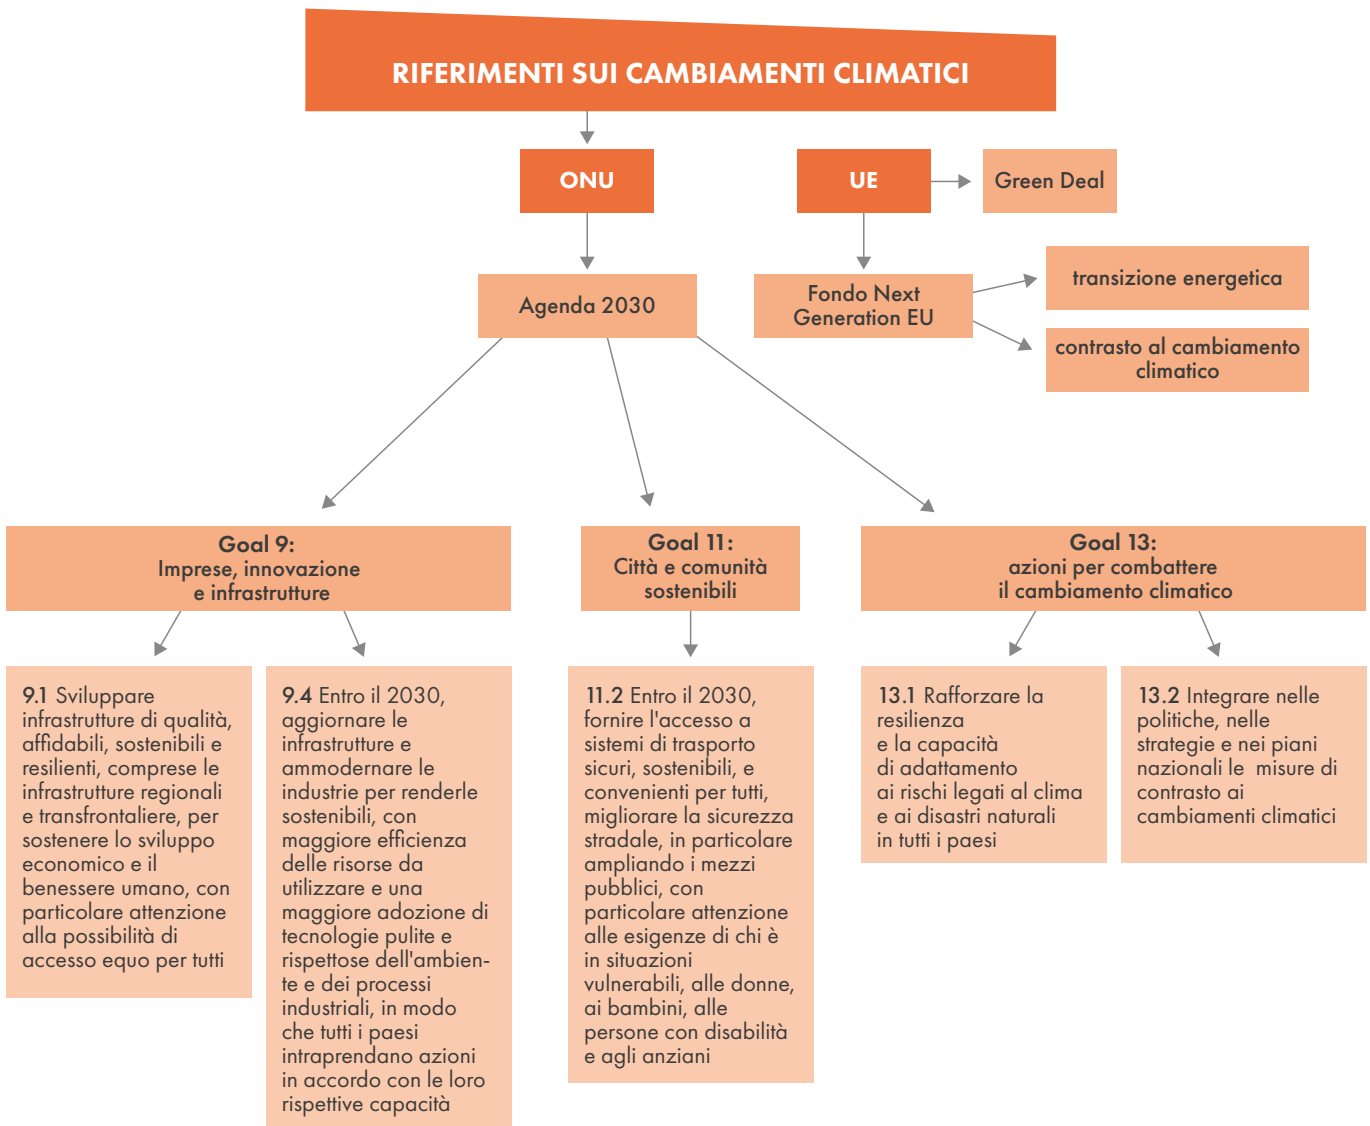 RIFERIMENTI SUI CAMBIAMENTI CLIMATICI
ONU
UE
Green Deal
Agenda 2030
Fondo Next
Generation EU
transizione energetica
contrasto al cambiamento
climatico
Goal 9:
Imprese, innovazione
e infrastrutture
Goal 11:
Città e comunità
sostenibili
Goal 13:
azioni per combattere
il cambiamento climatico
9.1 Sviluppare
infrastrutture di qualità,
affidabili, sostenibili e
resilienti, comprese le
infrastrutture regionali
e transfrontaliere, per
sostenere lo sviluppo
economico e il
benessere umano, con
particolare attenzione
alla possibilità di
accesso equo per tutti
9.4 Entro il 2030,
aggiornare le
infrastrutture e
ammodernare le
industrie per renderle
sostenibili, con
maggiore efficienza
delle risorse da
utilizzare e una
maggiore adozione di
tecnologie pulite e
rispettose dell'ambien-
te e dei processi
industriali, in modo
che tutti i paesi
intraprendano azioni
in accordo con le loro
rispettive capacità
11.2 Entro il 2030,
fornire l'accesso a
sistemi di trasporto
sicuri, sostenibili, e
convenienti per tutti,
migliorare la sicurezza
stradale, in particolare
ampliando i mezzi
pubblici, con
particolare attenzione
alle esigenze di chi è
in situazioni
vulnerabili, alle donne,
ai bambini, alle
persone con disabilità
e agli anziani
13.1 Rafforzare la
resilienza
e la capacità
di adattamento
ai rischi legati al clima
e ai disastri naturali
in tutti i paesi
13.2 Integrare nelle
politiche, nelle
strategie e nei piani
nazionali le  misure di
contrasto ai
cambiamenti climatici